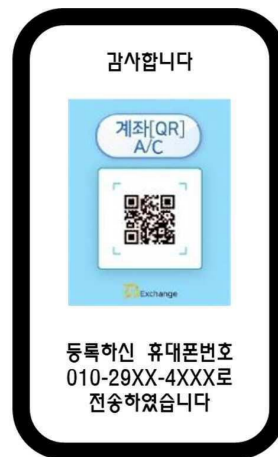 감사합니다
계좌[QR]
A/C
Exchange
등록하신 휴대폰번호
010-29XX-4XXX로
전송하였습니다